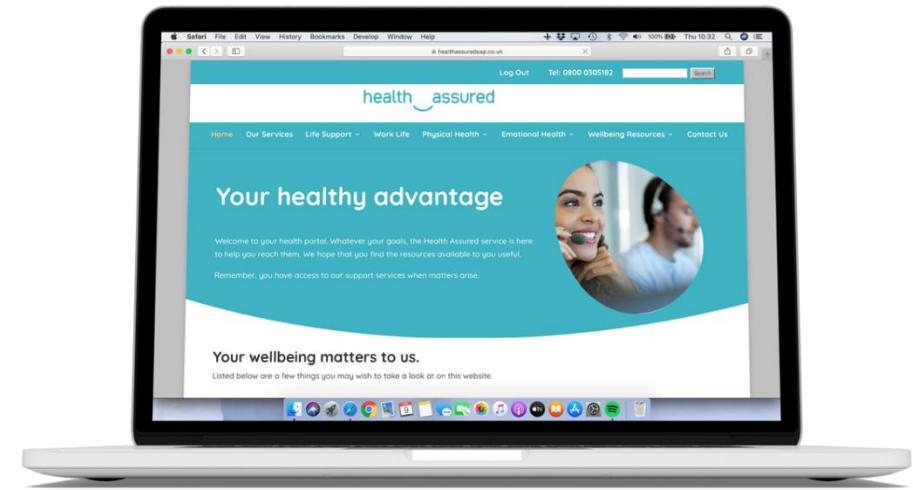 Safari File Edit View History Bookmarks Develop Window Help 100% Thu 10:32
healthassuredeap.co.uk
Log Out Tel: 0800 0305182 Search
health assured
Home Our Services Life Support Work Life Physical Health Emotional Health Wellbeing Resources Contact Us
Your healthy advantage
Welcome to your health portal. Whatever your goals, the Health Assured service is here
to help you reach them. We hope that you find the resources available to you useful.
Remember, you have access to our support services when matters arise.
Your wellbeing matters to us.
Listed below are a few things you may wish to take a look at on this website.
9
tv